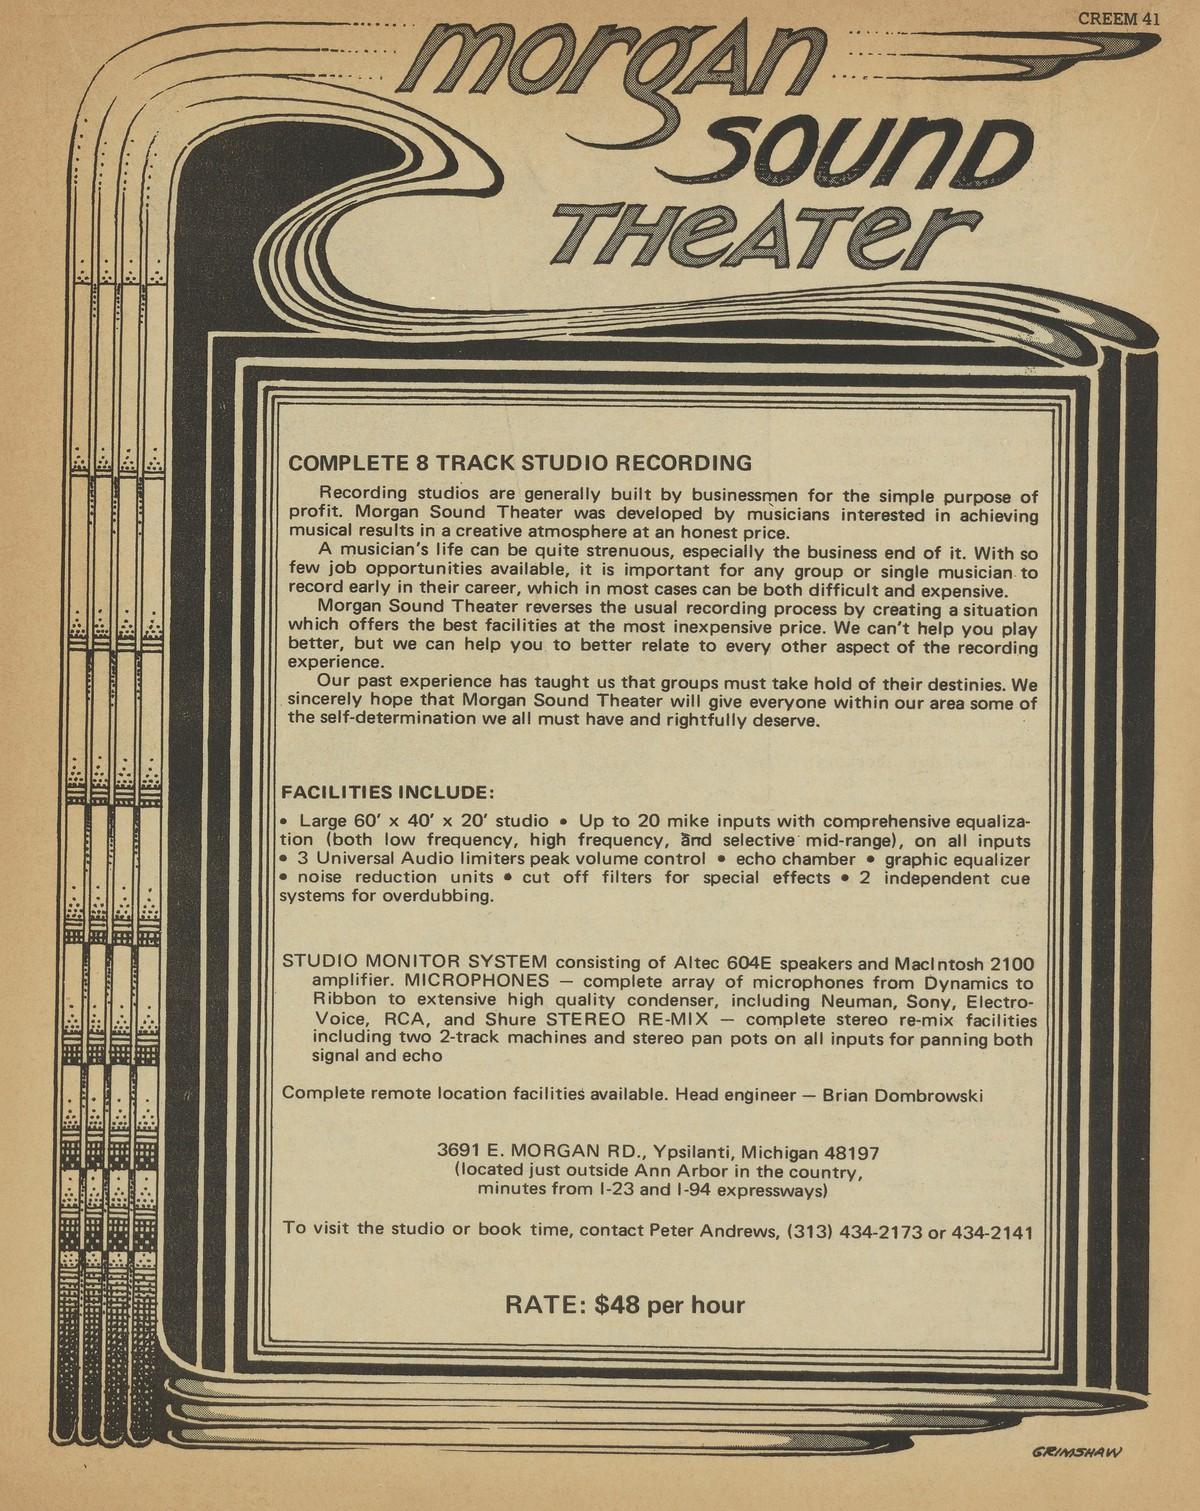 CREEM 41
morgan
SOUND
THeATer
COMPLETE 8 TRACK STUDIO RECORDING
Recording studios are generally built by businessmen for the simple purpose of
profit. Morgan Sound Theater was developed by musicians interested in achieving
musical results in a creative atmosphere at an honest price.
A musician's life can be quite strenuous, especially the business end of it. With so
few job opportunities available, it is important for any group or single musician to
record early in their career, which in most cases can be both difficult and expensive.
Morgan Sound Theater reverses the usual recording process by creating a situation
which offers the best facilities at the most inexpensive price. We can't help you play
better, but we can help you to better relate to every other aspect of the recording
experience.
Our past experience has taught us that groups must take hold of their destinies. We
sincerely hope that Morgan Sound Theater will give everyone within our area some of
the self-determination we all must have and rightfully deserve.
FACILITIES INCLUDE:
• Large 60' x 40' x 20' studio • Up to 20 mike inputs with comprehensive equaliza-
tion (both low frequency, high frequency, and selective mid-range), on all inputs
• 3 Universal Audio limiters peak volume control • echo chamber • graphic equalizer
• noise reduction units • cut off filters for special effects • 2 independent cue
systems for overdubbing.
STUDIO MONITOR SYSTEM consisting of Altec 604E speakers and MacIntosh 2100
amplifier. MICROPHONES — complete array of microphones from Dynamics to
Ribbon to extensive high quality condenser, including Neuman, Sony, Electro-
Voice, RCA, and Shure STEREO RE-MIX — complete stereo re-mix facilities
including two 2-track machines and stereo pan pots on all inputs for panning both
signal and echo
Complete remote location facilities available. Head engineer — Brian Dombrowski
3691 E. MORGAN RD., Ypsilanti, Michigan 48197
(located just outside Ann Arbor in the country,
minutes from I-23 and I-94 expressways)
To visit the studio or book time, contact Peter Andrews, (313) 434-2173 or 434-2141
RATE: $48 per hour
GRIMSHAW